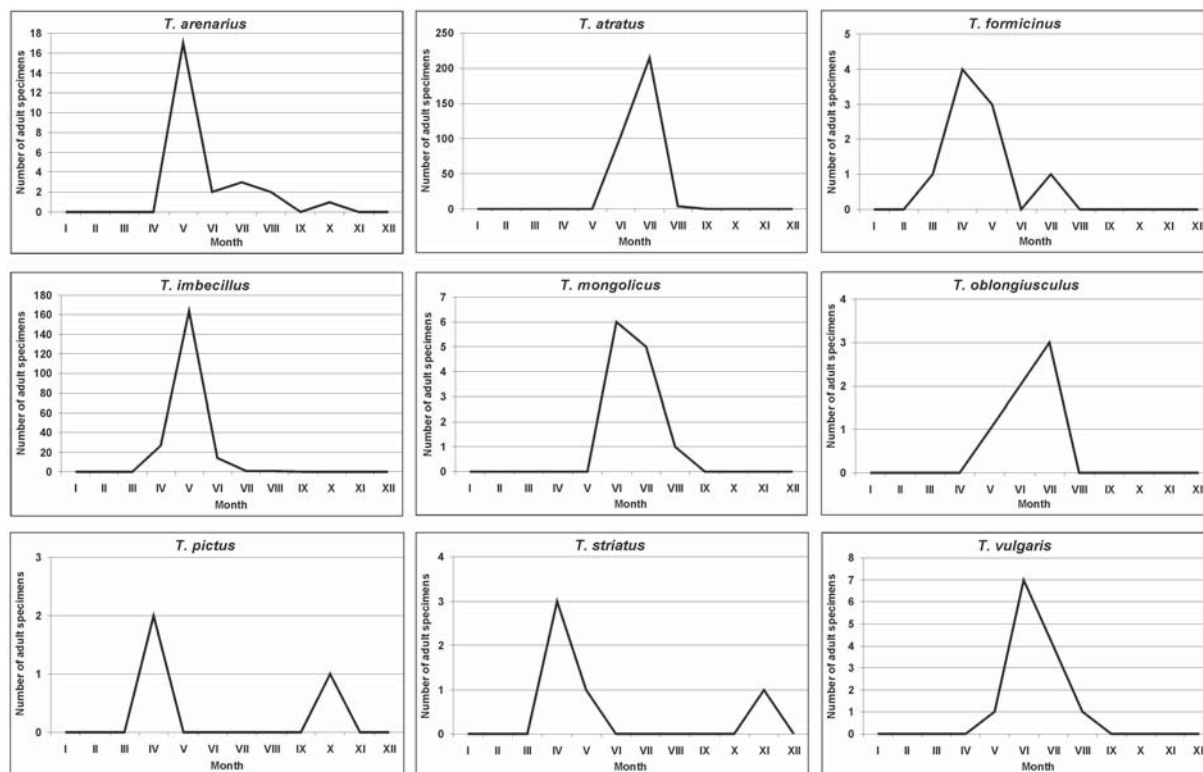 T. arenarius
Number of adult specimens
18
16
14
12
10
8
6
4
2
0
I II III IV V VI VII VIII IX X XI XII
Month
T. atratus
Number of adult specimens
250
200
150
100
50
0
I II III IV V VI VII VIII IX X XI XII
Month
T. formicinus
Number of adult specimens
5
4
3
2
1
0
I II III IV V VI VII VIII IX X XI XII
Month
T. imbecillus
Number of adult specimens
180
160
140
120
100
80
60
40
20
0
I II III IV V VI VII VIII IX X XI XII
Month
T. mongolicus
Number of adult specimens
7
6
5
4
3
2
1
0
I II III IV V VI VII VIII IX X XI XII
Month
T. oblongiusculus
Number of adult specimens
4
3
2
1
0
I II III IV V VI VII VIII IX X XI XII
Month
T. pictus
Number of adult specimens
3
2
1
0
I II III IV V VI VII VIII IX X XI XII
Month
T. striatus
Number of adult specimens
4
3
2
1
0
I II III IV V VI VII VIII IX X XI XII
Month
T. vulgaris
Number of adult specimens
8
7
6
5
4
3
2
1
0
I II III IV V VI VII VIII IX X XI XII
Month